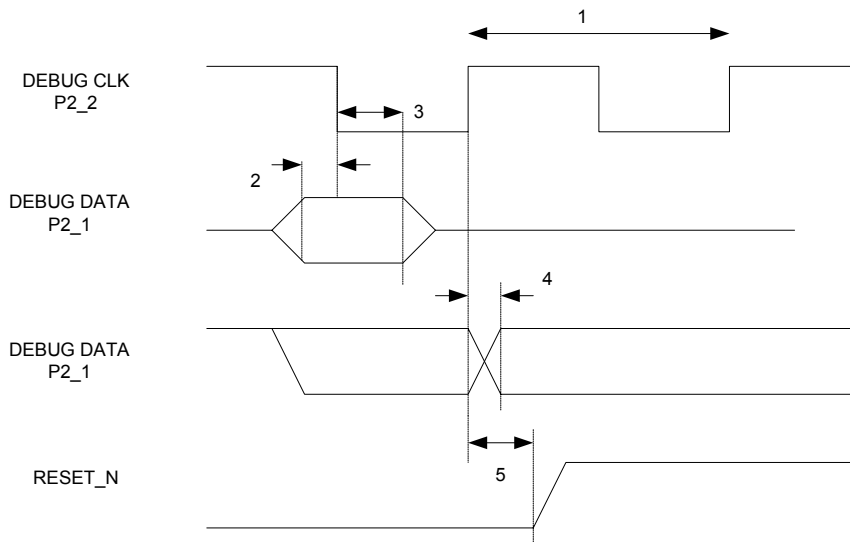 1
DEBUG CLK
P2_2
3
2
DEBUG DATA
P2_1
4
DEBUG DATA
P2_1
5
RESET_N